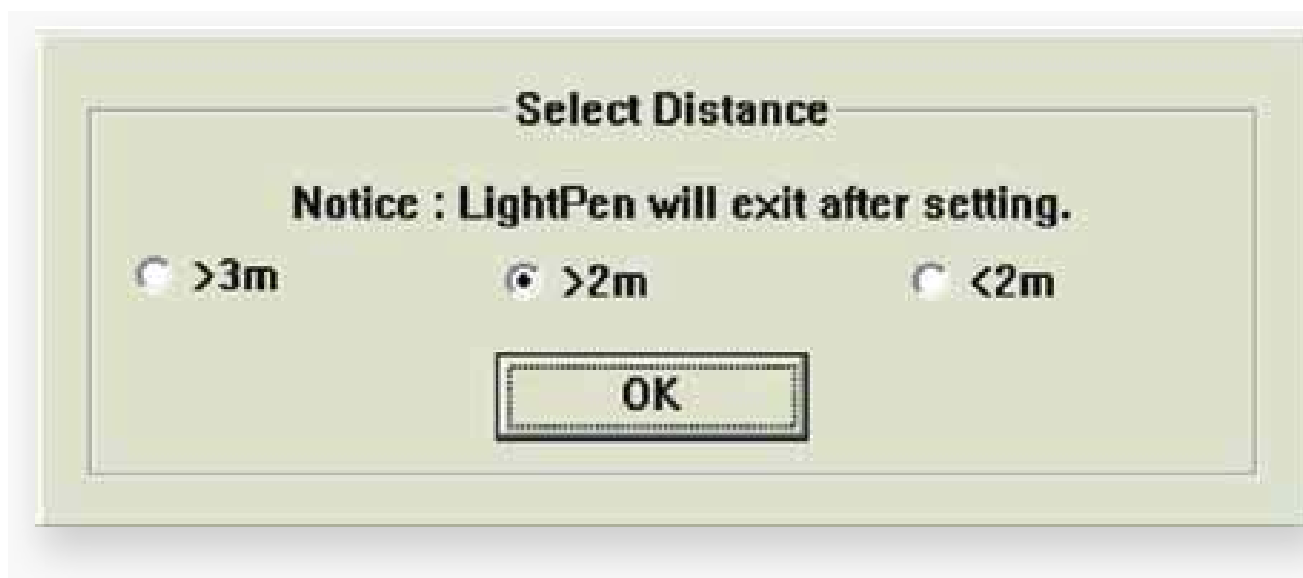 Select Distance
Notice : LightPen will exit after setting.
>3m >2m <2m
OK